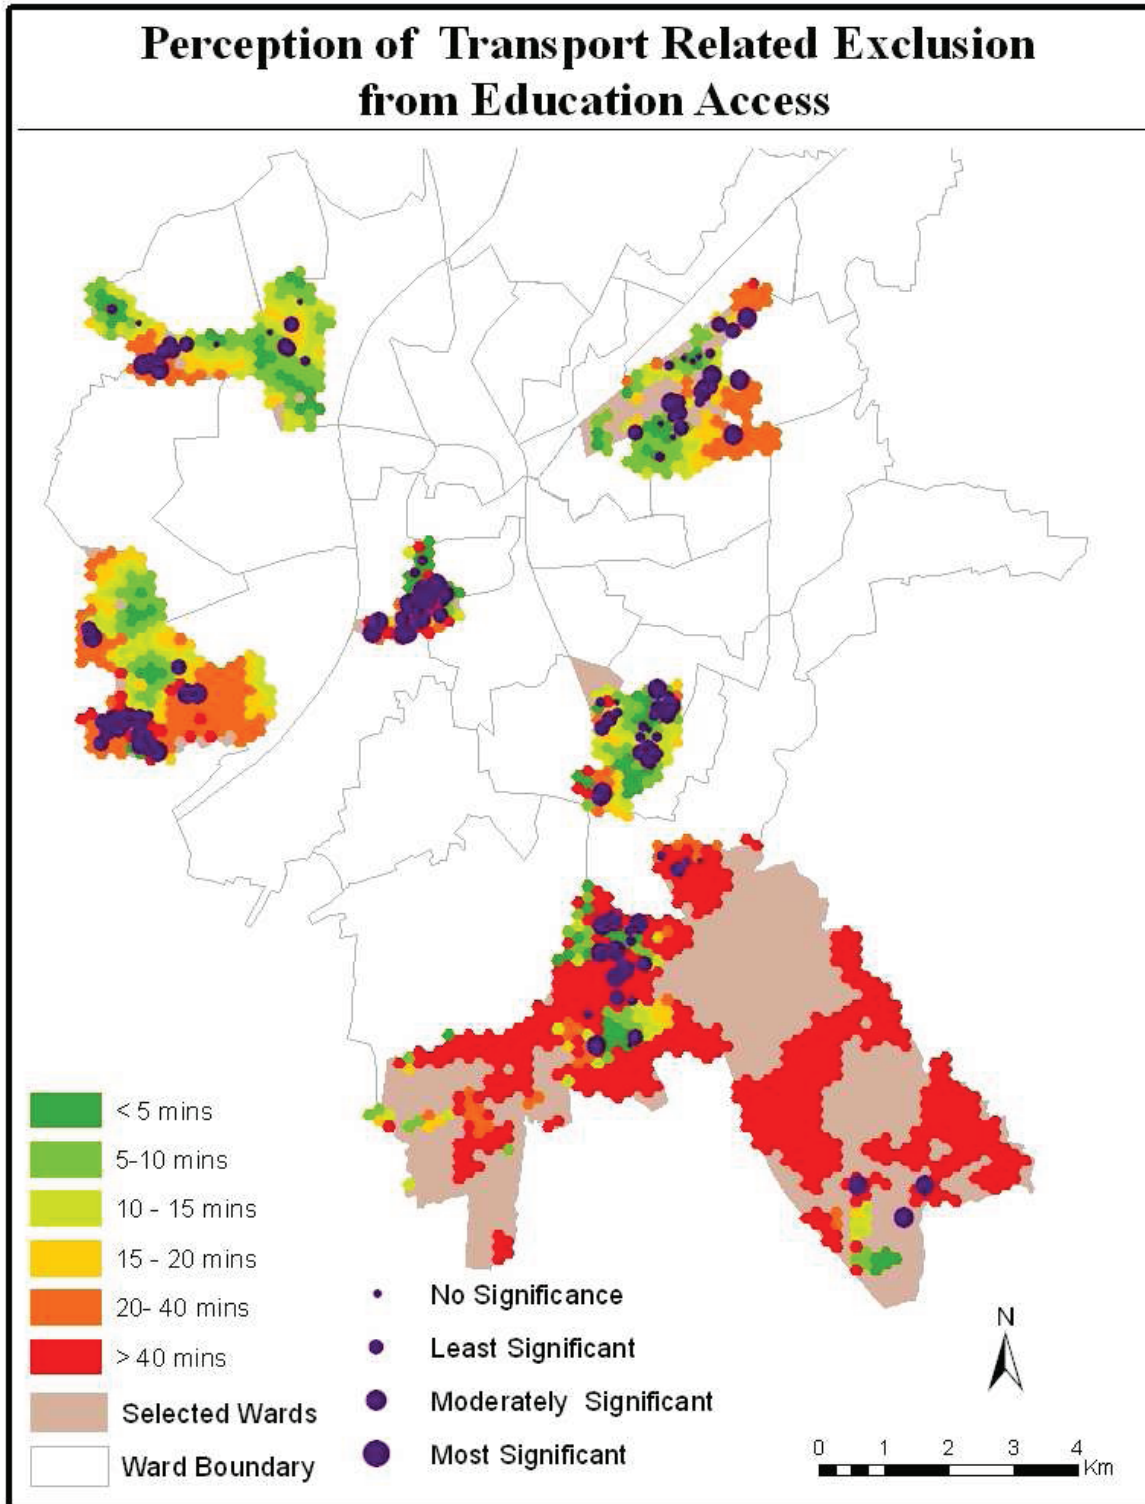 Perception of Transport Related Exclusion
from Education Access
< 5 mins
5-10 mins
10 - 15 mins
15 - 20 mins
20- 40 mins
> 40 mins
Selected Wards
Ward Boundary
No Significance
Least Significant
Moderately Significant
Most Significant
N
0 1 2 3 4
Km